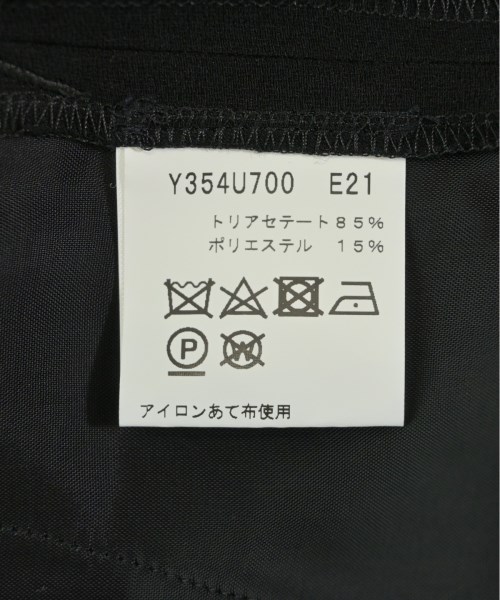 Y354U700 E21
トリアセテート85%
ポリエステル 15%
P W
アイロンあて布使用